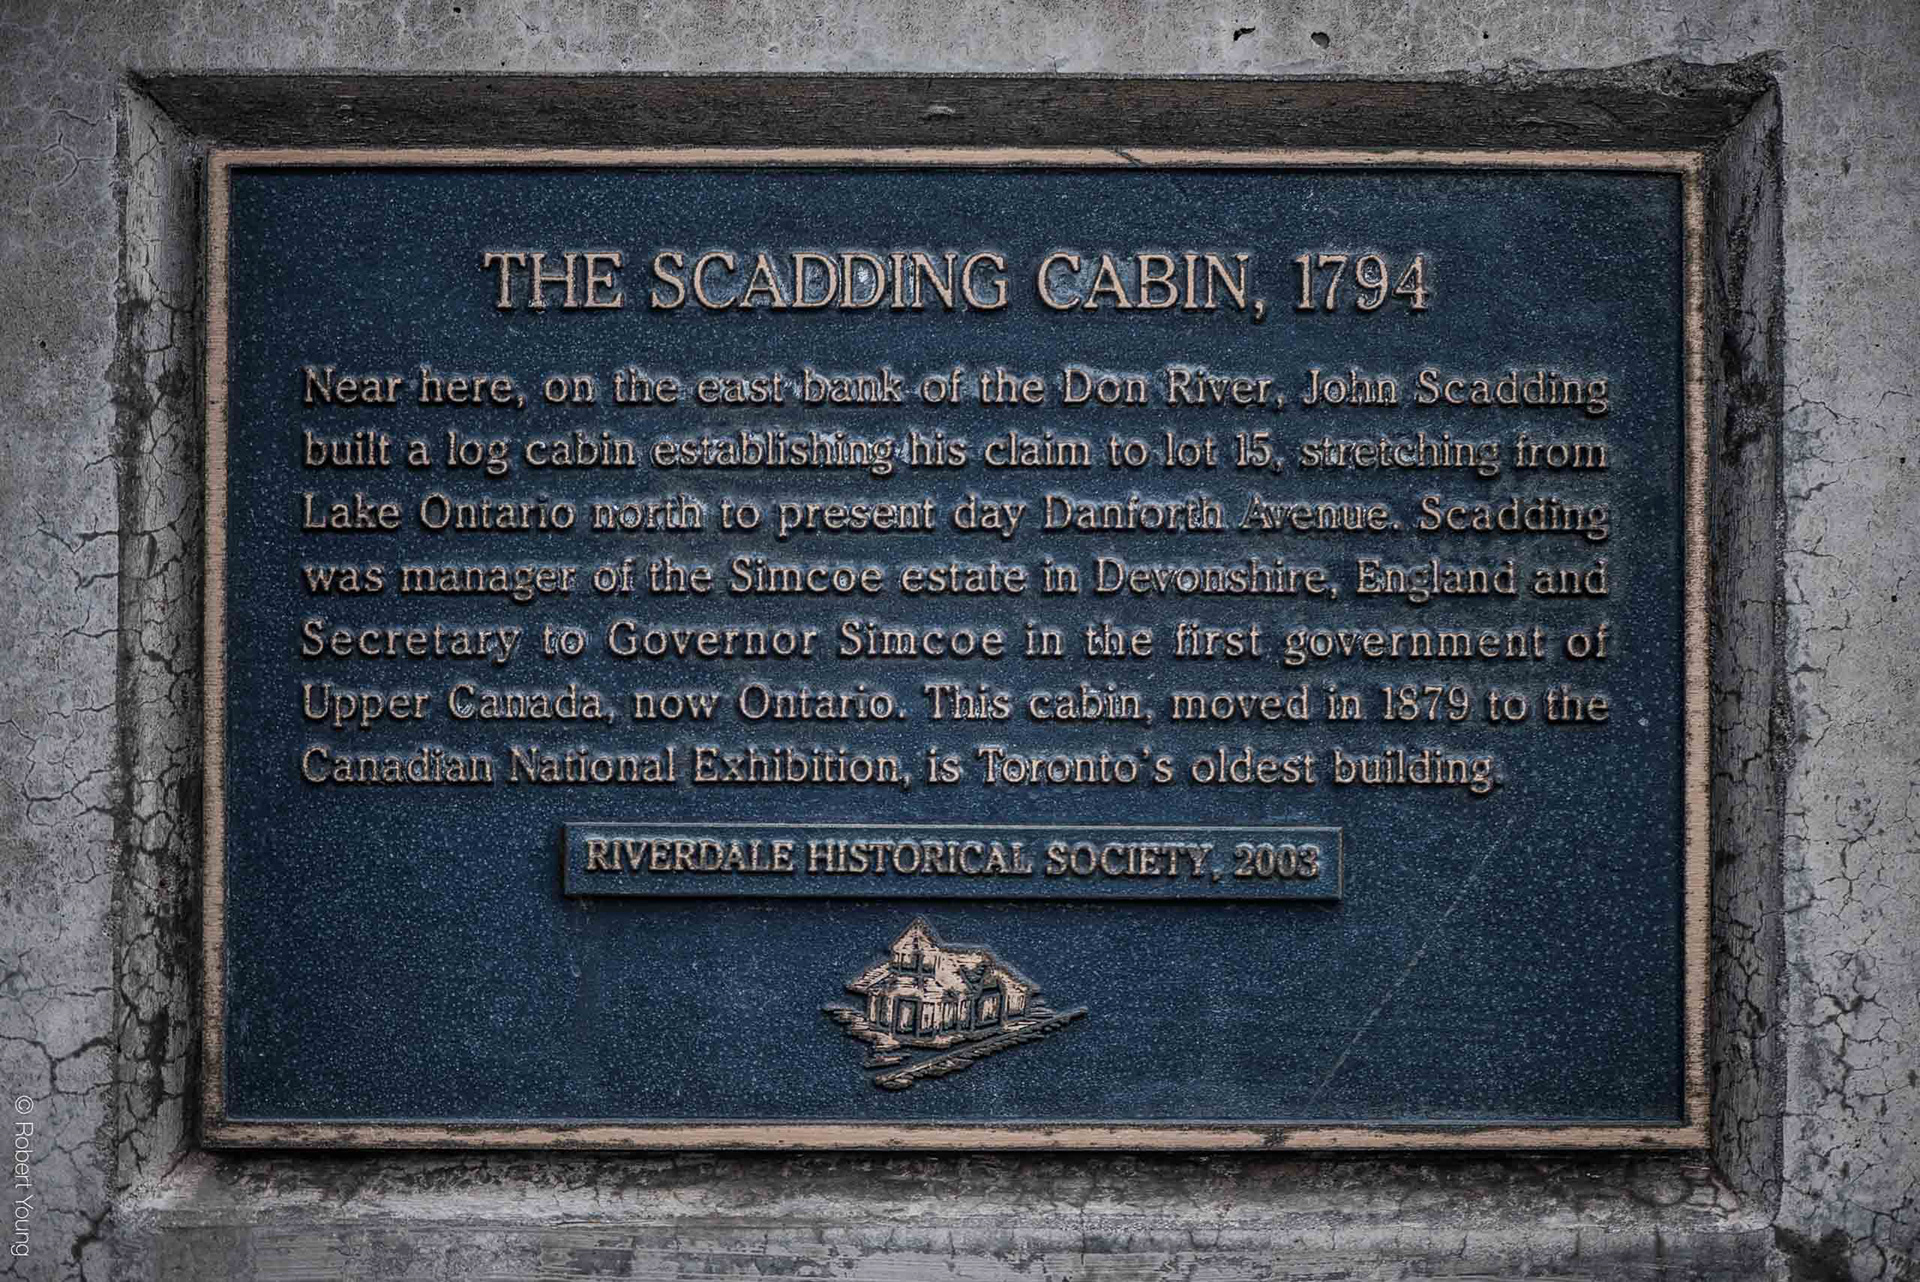 THE SCADDING CABIN, 1794
Near here, on the east bank of the Don River, John Scadding
built a log cabin establishing his claim to lot 15, stretching from
Lake Ontario north to present day Danforth Avenue. Scadding
was manager of the Simcoe estate in Devonshire, England and
Secretary to Governor Simcoe in the first government of
Upper Canada, now Ontario. This cabin, moved in 1879 to the
Canadian National Exhibition, is Toronto's oldest building.
RIVERDALE HISTORICAL SOCIETY, 2003
© Robert Young